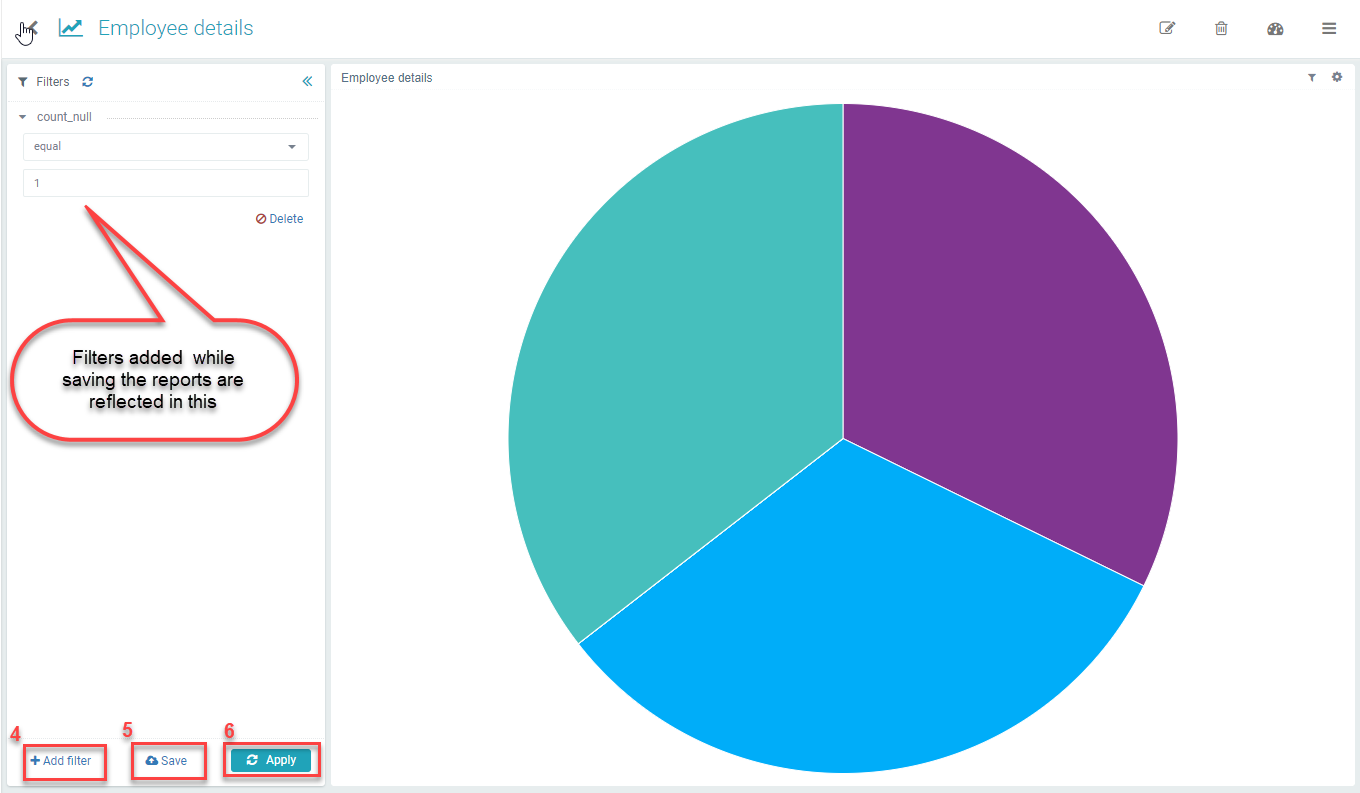 Employee details
Filters
Employee details
count_null
equal
1
Delete
Filters added while
saving the reports are
reflected in this
4
5
6
Add filter
Save
Apply